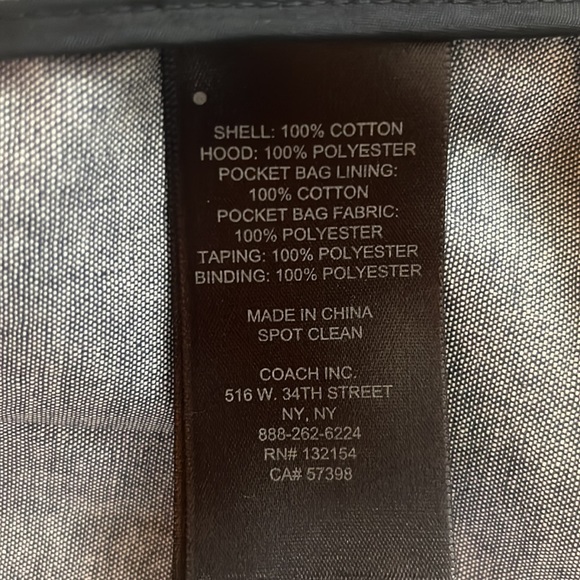 SHELL: 100% COTTON
HOOD: 100% POLYESTER
POCKET BAG LINING:
100% COTTON
POCKET BAG FABRIC:
100% POLYESTER
TAPING: 100% POLYESTER
BINDING: 100% POLYESTER
MADE IN CHINA
SPOT CLEAN
COACH INC.
516 W. 34TH STREET
NY, NY
888-262-6224
RN# 132154
CA# 57398